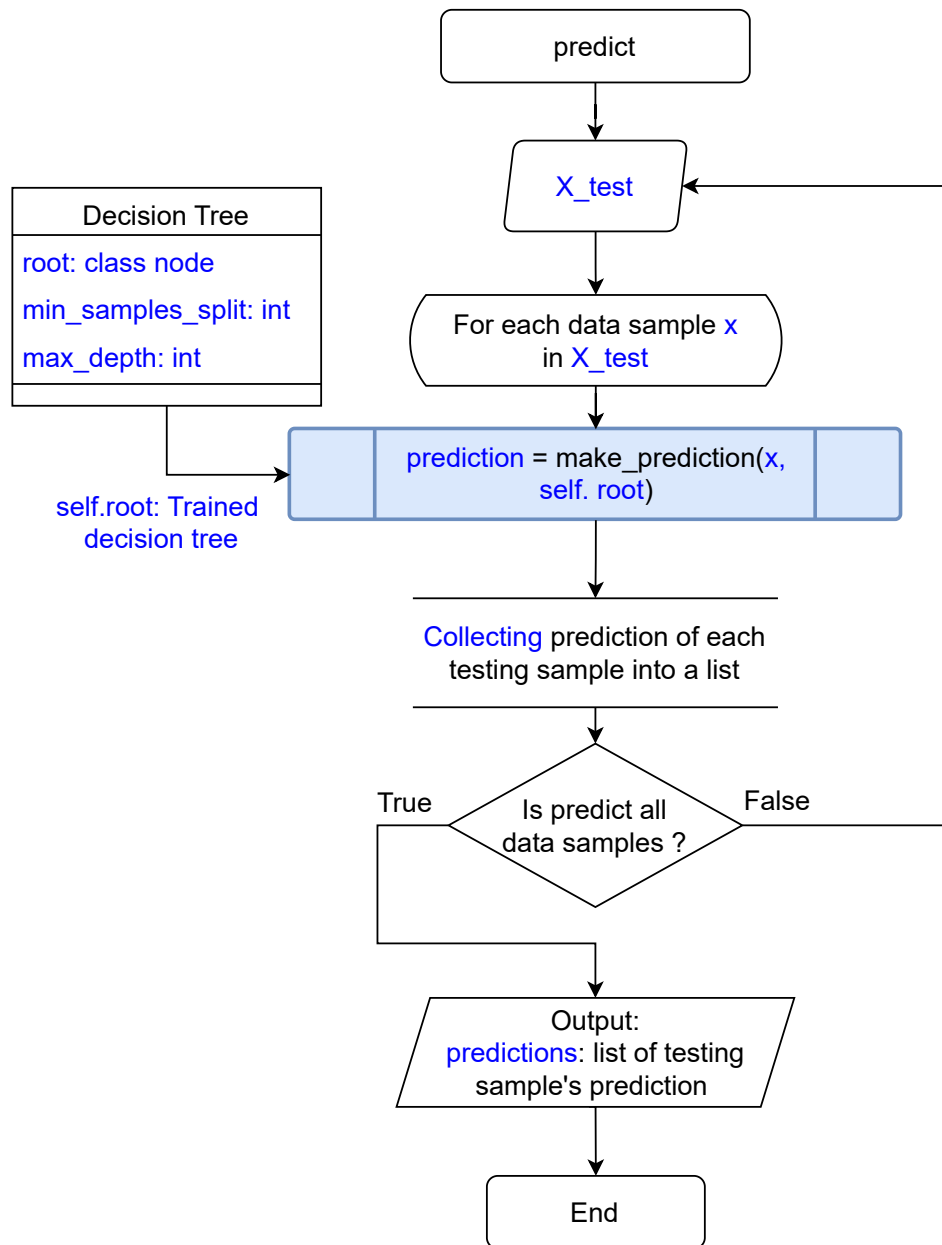 predict
X_test
Decision Tree
root: class node
min_samples_split: int
max_depth: int
For each data sample x
in X_test
prediction = make_prediction(x,
self. root)
self.root: Trained
decision tree
Collecting prediction of each
testing sample into a list
True
Is predict all
data samples ?
False
Output:
predictions: list of testing
sample's prediction
End